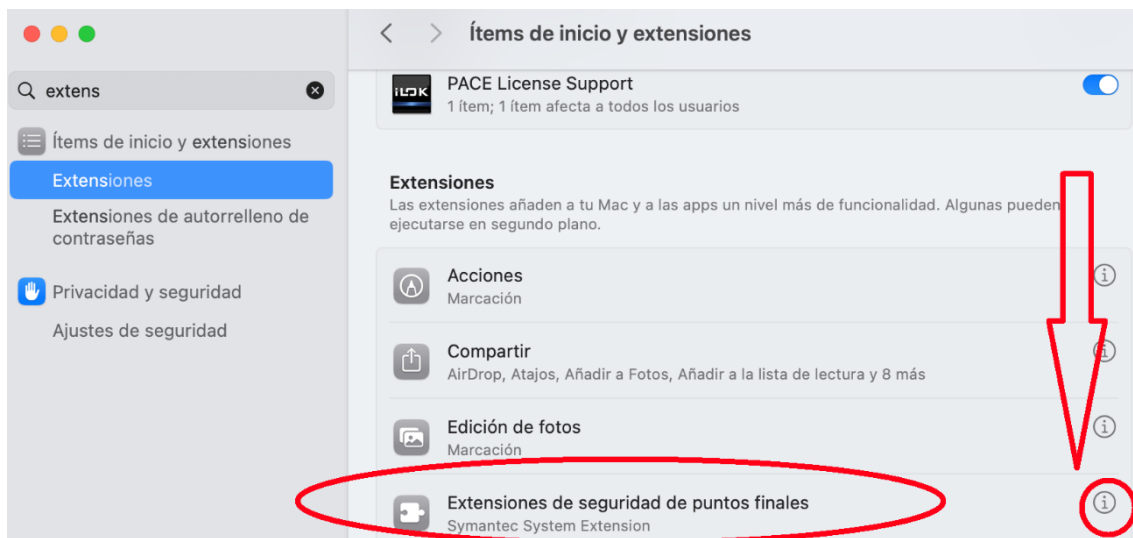 Ítems de inicio y extensiones
extens
Ítems de inicio y extensiones
Extensiones
Extensiones de autorrelleno de
contraseñas
Privacidad y seguridad
Ajustes de seguridad
iLOK
PACE License Support
1 ítem; 1 ítem afecta a todos los usuarios
Extensiones
Las extensiones añaden a tu Mac y a las apps un nivel más de funcionalidad. Algunas pueden
ejecutarse en segundo plano.
Acciones
Marcación
Compartir
AirDrop, Atajos, Añadir a Fotos, Añadir a la lista de lectura y 8 más
Edición de fotos
Marcación
Extensiones de seguridad de puntos finales
Symantec System Extension